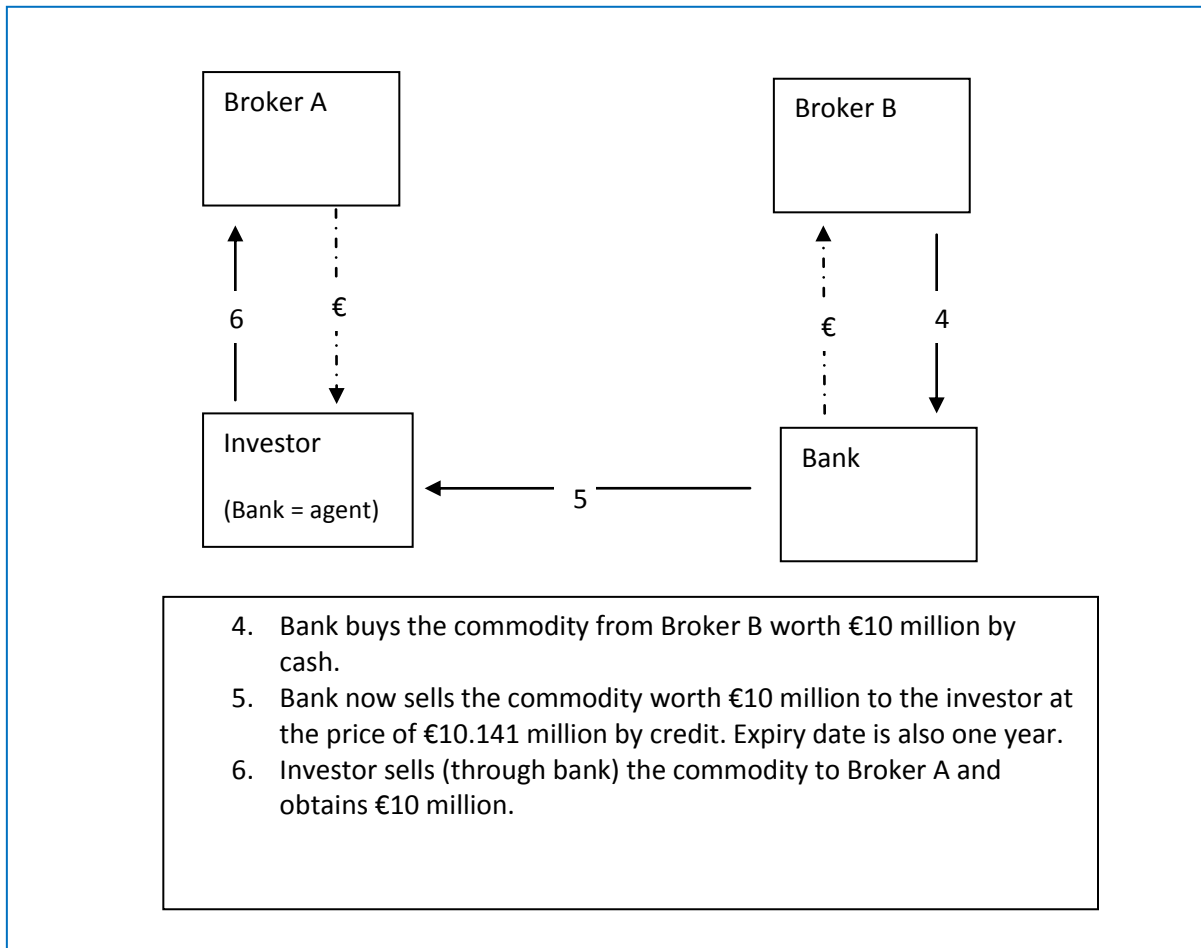 Broker A
Broker B
6
€
€
4
Investor
(Bank = agent)
Bank
5
4. Bank buys the commodity from Broker B worth €10 million by
cash.
5. Bank now sells the commodity worth €10 million to the investor at
the price of €10.141 million by credit. Expiry date is also one year.
6. Investor sells (through bank) the commodity to Broker A and
obtains €10 million.